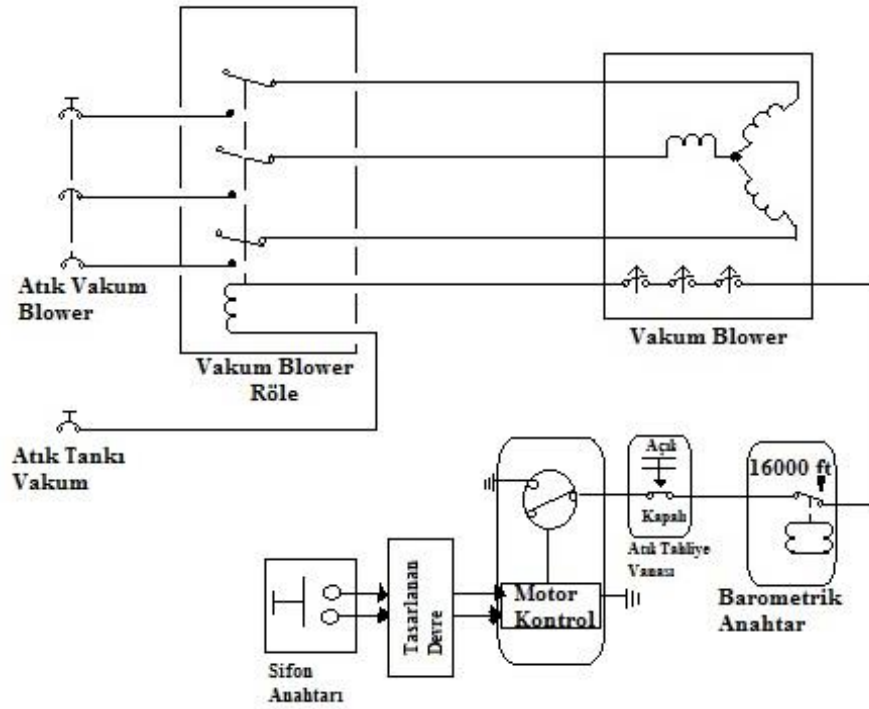 Atık Vakum
Blower
Vakum Blower
Röle
Vakum Blower
Atık Tankı
Vakum
Açık
Kapalı
Atık Tahliye
Vanası
16000 ft
Barometrik
Anahtar
Motor
Kontrol
Tasarlanan
Devre
Sifon
Anahtarı